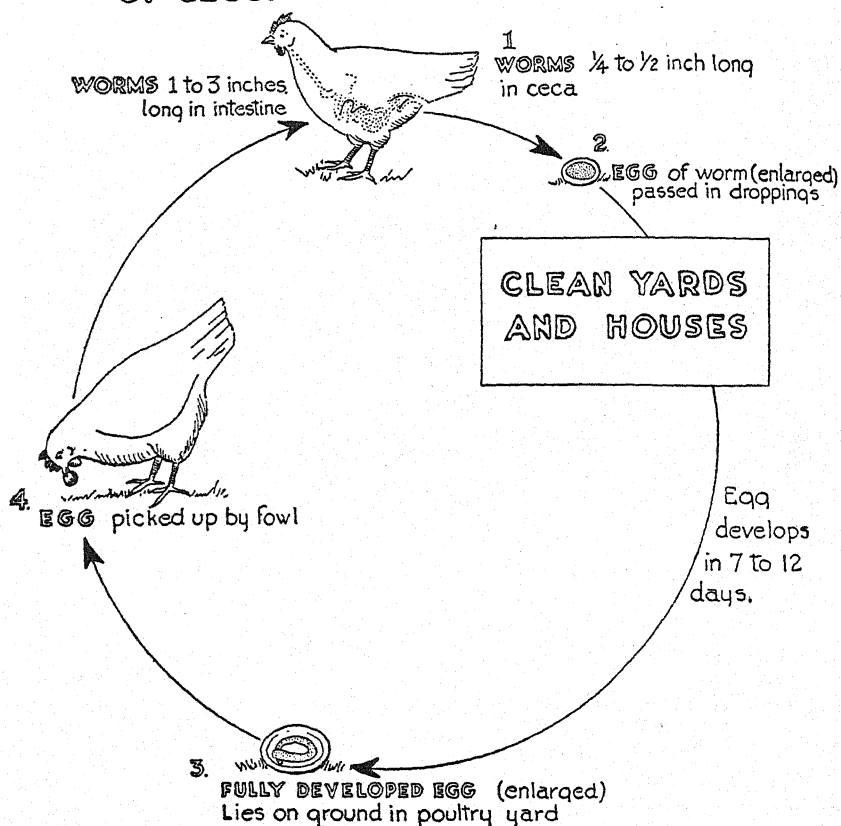 WORMS 1 to 3 inches
long in intestine
1
WORMS ¼ to ½ inch long
in ceca
2.
EGG of worm (enlarged)
passed in droppings
CLEAN YARDS
AND HOUSES
Egg
develops
in 7 to 12
days.
3.
FULLY DEVELOPED EGG (enlarged)
Lies on ground in poultry yard
4.
EGG picked up by fowl